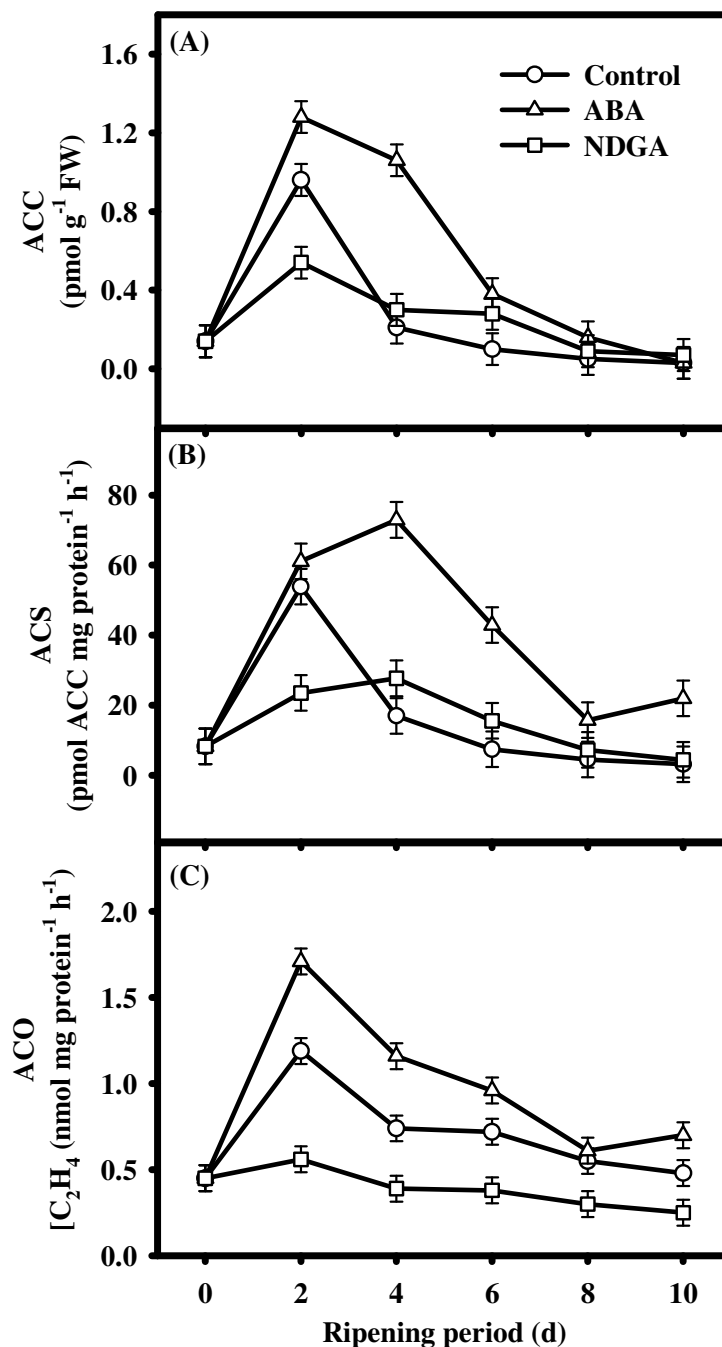 (A)
Control
ABA
NDGA
1.6
1.2
0.8
0.4
0.0
ACC
(pmol g⁻¹ FW)
(B)
80
60
40
20
0
ACS
(pmol ACC mg protein⁻¹ h⁻¹)
(C)
2.0
1.5
1.0
0.5
0.0
ACO
[C₂H₄ (nmol mg protein⁻¹ h⁻¹)
0 2 4 6 8 10
Ripening period (d)